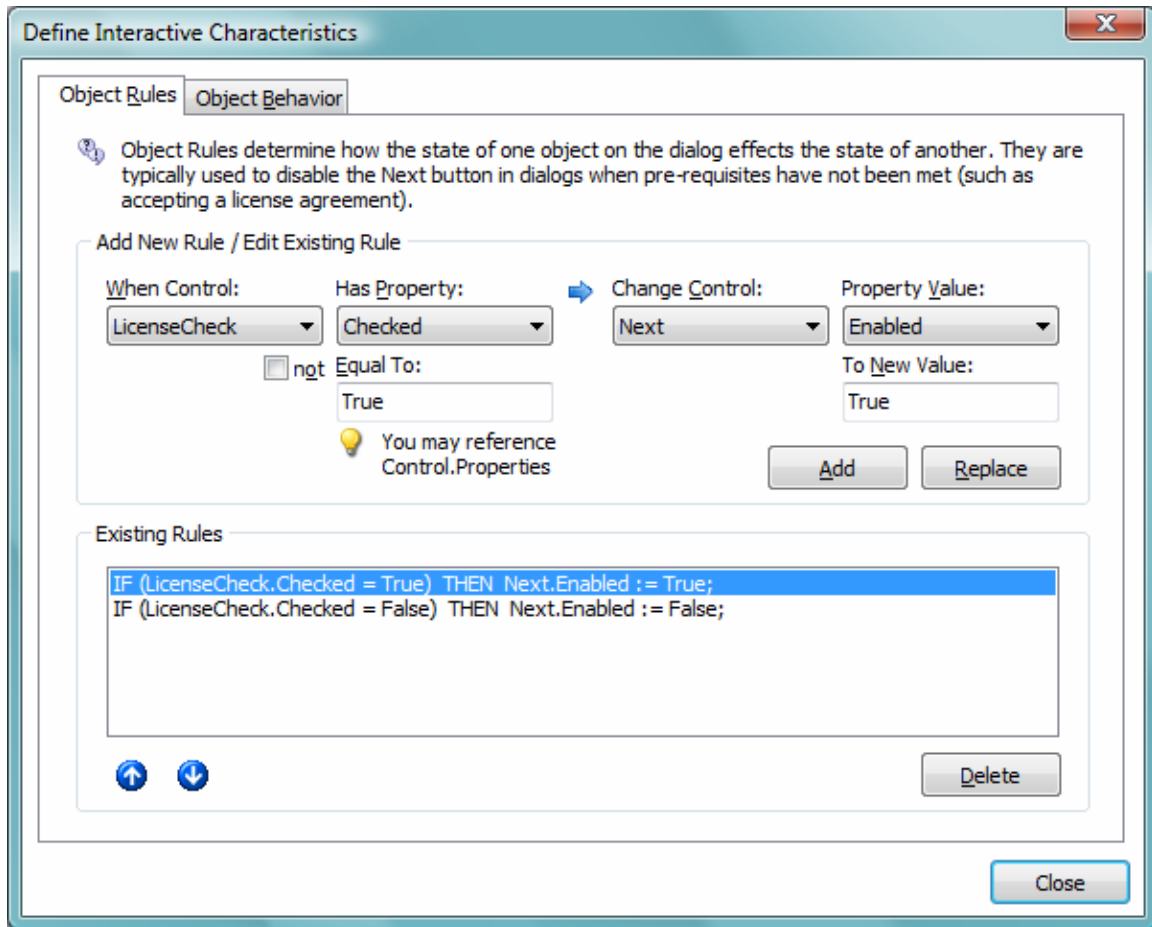 Define Interactive Characteristics
X
Object Rules
Object Behavior
Object Rules determine how the state of one object on the dialog effects the state of another. They are
typically used to disable the Next button in dialogs when pre-requisites have not been met (such as
accepting a license agreement).
Add New Rule / Edit Existing Rule
When Control: Has Property: Change Control: Property Value:
LicenseCheck Checked Next Enabled
not Equal To: To New Value:
True True
You may reference
Control.Properties
Add Replace
Existing Rules
IF (LicenseCheck.Checked = True) THEN Next.Enabled := True;
IF (LicenseCheck.Checked = False) THEN Next.Enabled := False;
Delete
Close